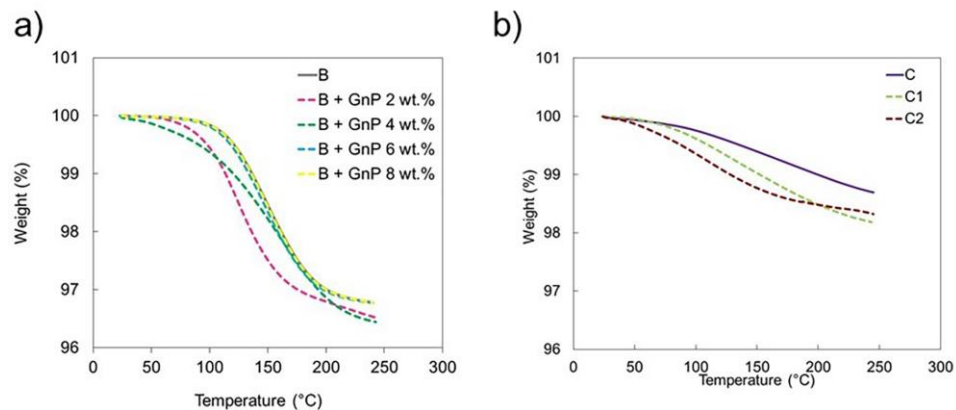 a)
101
100
99
98
97
96
Weight (%)
0
50
100
150
200
250
300
Temperature (°C)
B
B + GnP 2 wt.%
B + GnP 4 wt.%
B + GnP 6 wt.%
B + GnP 8 wt.%
b)
101
100
99
98
97
96
Weight (%)
0
50
100
150
200
250
300
Temperature (°C)
C
C1
C2